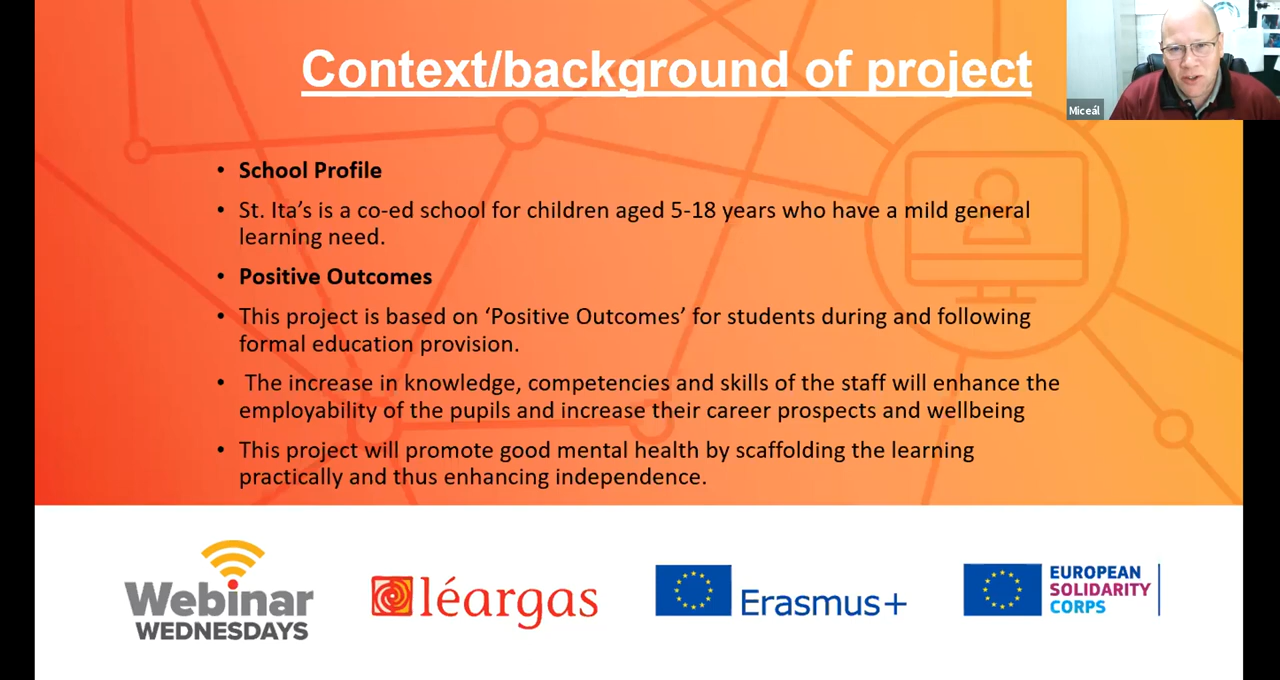 Context/background of project
Miceál
• School Profile
• St. Ita’s is a co-ed school for children aged 5-18 years who have a mild general
learning need.
• Positive Outcomes
• This project is based on ‘Positive Outcomes’ for students during and following
formal education provision.
• The increase in knowledge, competencies and skills of the staff will enhance the
employability of the pupils and increase their career prospects and wellbeing
• This project will promote good mental health by scaffolding the learning
practically and thus enhancing independence.
Webinar
WEDNESDAYS
léargas
Erasmus+
EUROPEAN
SOLIDARITY
CORPS